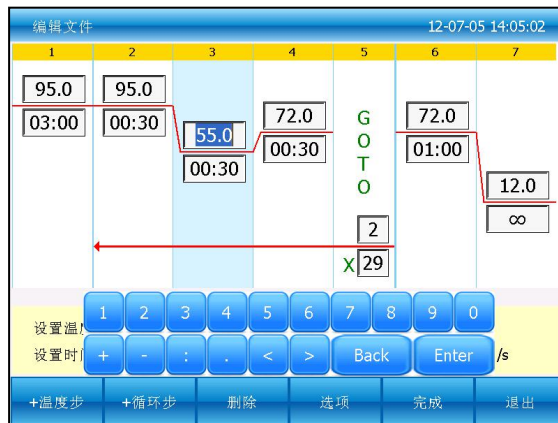 编辑文件 12-07-05 14:05:02
1 2 3 4 5 6 7
95.0 95.0 55.0 72.0 GOTO 72.0 12.0
03:00 00:30 00:30 00:30 01:00 ∞
2
X 29
设置温
1 2 3 4 5 6 7 8 9 0
设置时 + - : . < > Back Enter /s
+温度步 +循环步 删除 选项 完成 退出